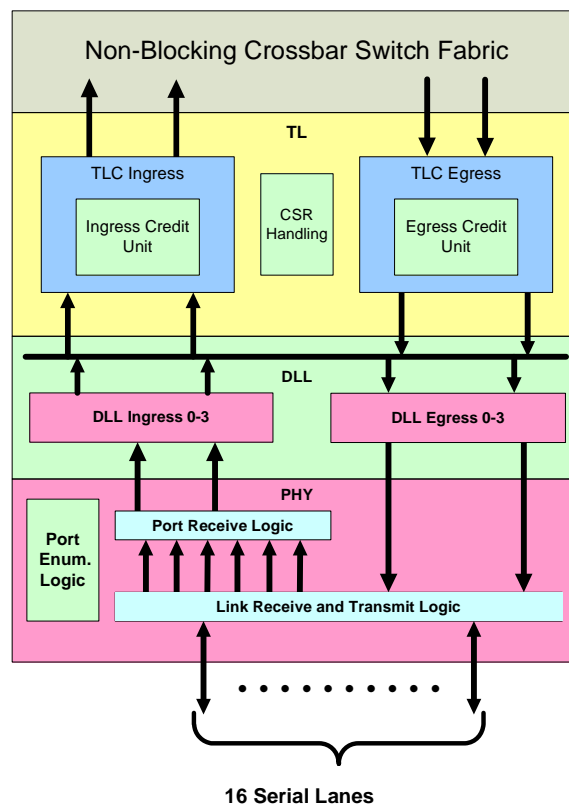 Non-Blocking Crossbar Switch Fabric
TL
TLC Ingress
Ingress Credit
Unit
CSR
Handling
TLC Egress
Egress Credit
Unit
DLL
DLL Ingress 0-3
DLL Egress 0-3
PHY
Port
Enum.
Logic
Port Receive Logic
Link Receive and Transmit Logic
16 Serial Lanes